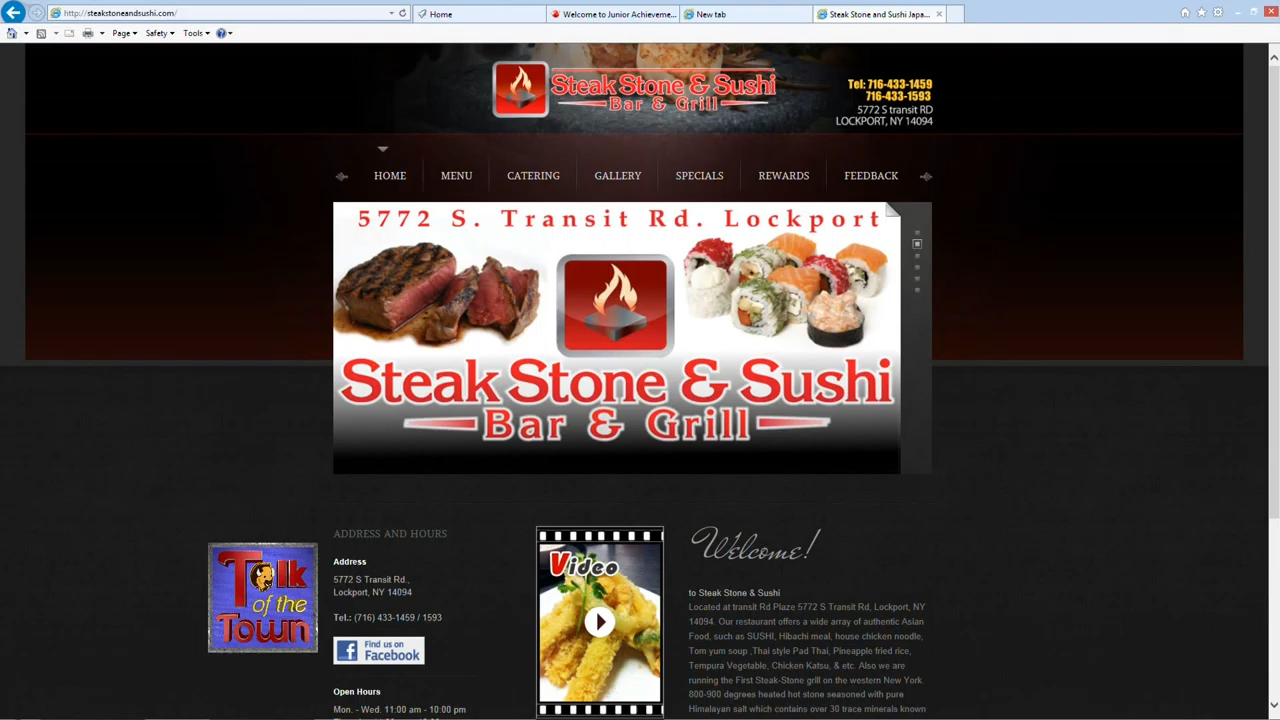 http://steakstoneandsushi.com/
Home
Welcome to Junior Achieveme...
New tab
Steak Stone and Sushi Japa...
Page
Safety
Tools
Steak Stone & Sushi
Bar & Grill
Tel: 716-433-1459
716-433-1593
5772 S transit RD
LOCKPORT, NY 14094
HOME
MENU
CATERING
GALLERY
SPECIALS
REWARDS
FEEDBACK
5772 S. Transit Rd. Lockport
Steak Stone & Sushi
Bar & Grill
Talk
of the
Town
ADDRESS AND HOURS
Address
5772 S Transit Rd.,
Lockport, NY 14094
Tel.: (716) 433-1459 / 1593
Find us on
Facebook
Open Hours
Mon. - Wed. 11:00 am - 10:00 pm
Video
Welcome!
to Steak Stone & Sushi
Located at transit Rd Plaze 5772 S Transit Rd, Lockport, NY
14094. Our restaurant offers a wide array of authentic Asian
Food, such as SUSHI, Hibachi meal, house chicken noodle,
Tom yum soup ,Thai style Pad Thai, Pineapple fried rice,
Tempura Vegetable, Chicken Katsu, & etc. Also we are
running the First Steak-Stone grill on the western New York.
800-900 degrees heated hot stone seasoned with pure
Himalayan salt which contains over 30 trace minerals known